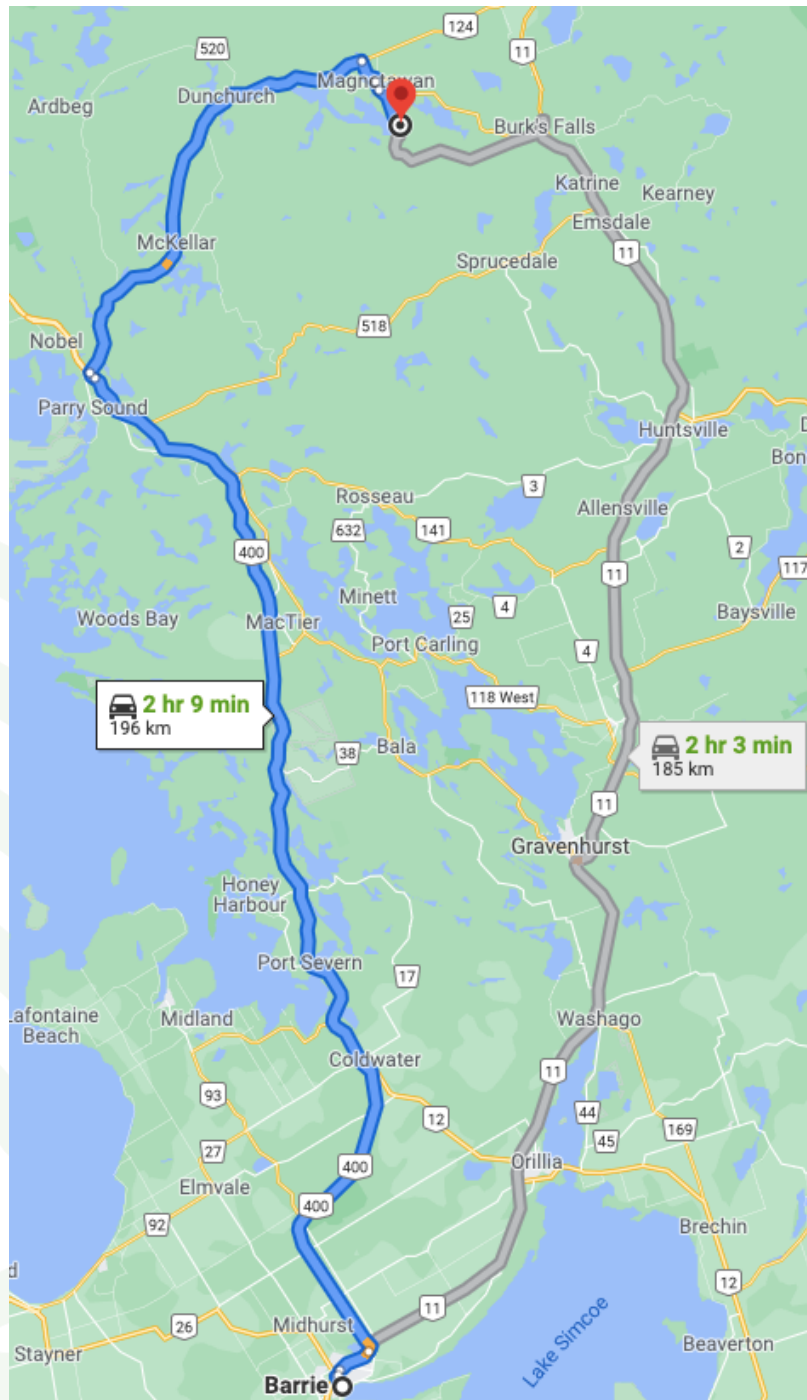 124
520
11
Magnetawan
Ardbeg
Dunchurch
Burk's Falls
Katrine
Kearney
Emsdale
McKellar
11
Sprucedale
518
Nobel
Parry Sound
Huntsville
Bon
3
Rosseau
Allensville
632
141
2
400
117
11
Minett
4
Woods Bay
25
Baysville
MacTier
Port Carling
4
118 West
2 hr 9 min
196 km
2 hr 3 min
185 km
38
Bala
11
Gravenhurst
Honey
Harbour
Port Severn
17
Lafontaine
Beach
Midland
Washago
Coldwater
11
93
44
12
169
45
27
400
Orillia
Elmvale
400
92
Brechin
d
12
11
Lake Simcoe
26
Midhurst
Stayner
Beaverton
Barrie